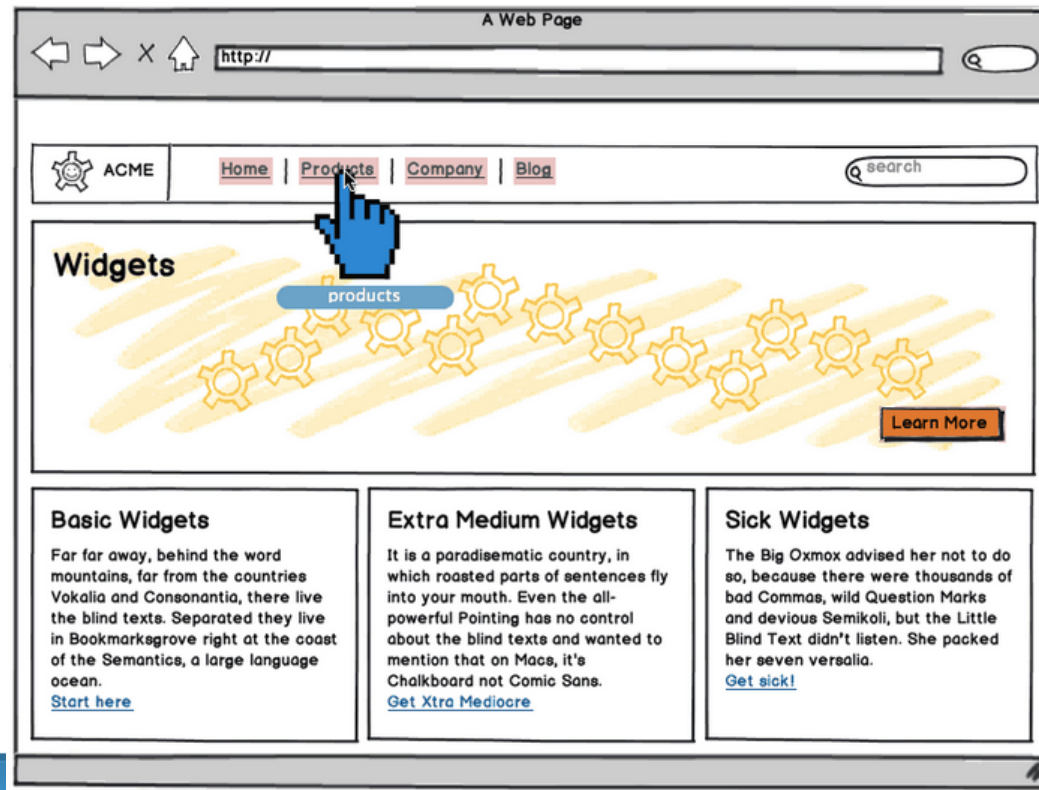 A Web Page
http://
ACME
Home | Products | Company | Blog
search
Widgets
products
Learn More
Basic Widgets
Far far away, behind the word
mountains, far from the countries
Vokalia and Consonantia, there live
the blind texts. Separated they live
in Bookmarksgrove right at the coast
of the Semantics, a large language
ocean.
Start here
Extra Medium Widgets
It is a paradisematic country, in
which roasted parts of sentences fly
into your mouth. Even the all-
powerful Pointing has no control
about the blind texts and wanted to
mention that on Macs, it's
Chalkboard not Comic Sans.
Get Xtra Mediocre
Sick Widgets
The Big Oxmox advised her not to do
so, because there were thousands of
bad Commas, wild Question Marks
and devious Semikoli, but the Little
Blind Text didn't listen. She packed
her seven versalia.
Get sick!